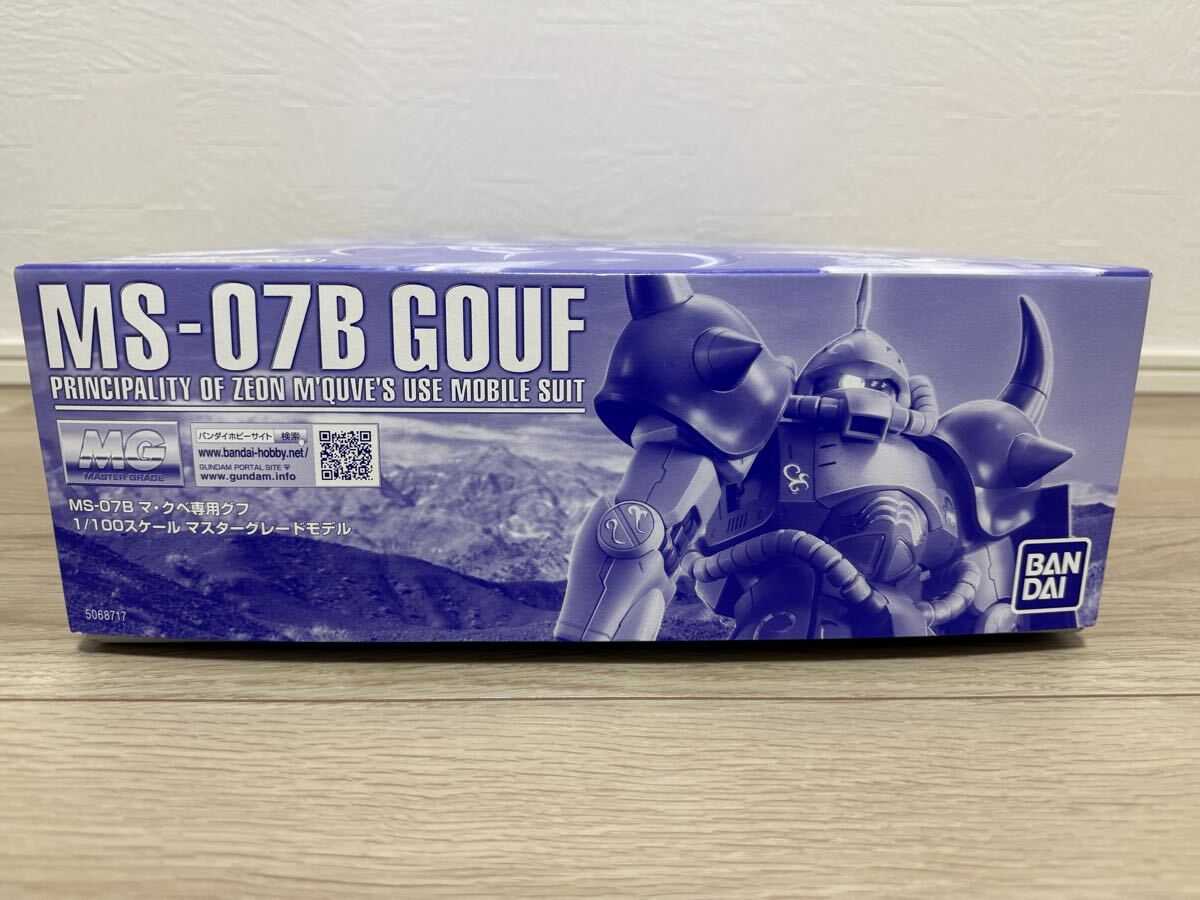 MS-07B GOUF
PRINCIPALITY OF ZEON M'QUVE'S USE MOBILE SUIT
MG
MASTER GRADE
バンダイホビーサイト 検索
www.bandai-hobby.net/
GUNDAM PORTAL SITE
www.gundam.info
MS-07B マ・クベ専用グフ
1/100スケール マスターグレードモデル
5068717
BAN
DAI